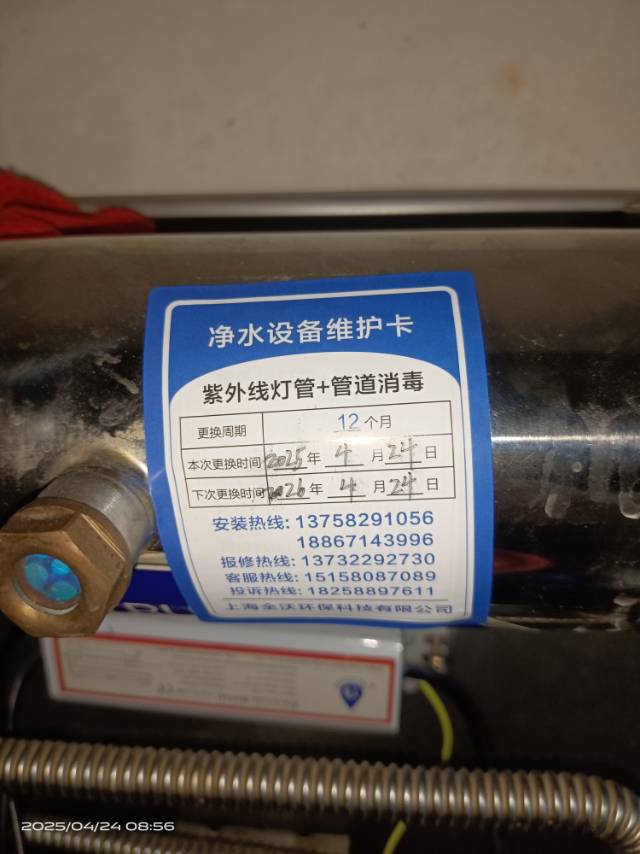 净水设备维护卡
紫外线灯管+管道消毒
更换周期 12个月
本次更换时间 2025年 4月 24日
下次更换时间 2026年 4月 24日
安装热线: 13758291056
18867143996
报修热线: 13732292730
客服热线: 15158087089
投诉热线: 18258897611
上海金沃环保科技有限公司
2025/04/24 08:56